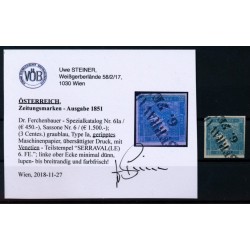 VÖB
Uwe STEINER,
Weißgerberlände 58/2/17,
1030 Wien
ÖSTERREICH.
Zeitungsmarken - Ausgabe 1851
Dr. Ferchenbauer - Spezialkatalog Nr. 6Ia /
(€ 450,-), Sassone Nr. 6 / (€ 1.500,-);
(3 Centes.) graublau, Type Ia, geripptes
Maschinenpapier, übersättigter Druck, mit
Venetien - Teilstempel "SERRAVAL(LE)
6. FE."; linke ober Ecke minimal dünn,
lupen- bis breitrandig und farbfrisch!
Wien, 2018-11-27